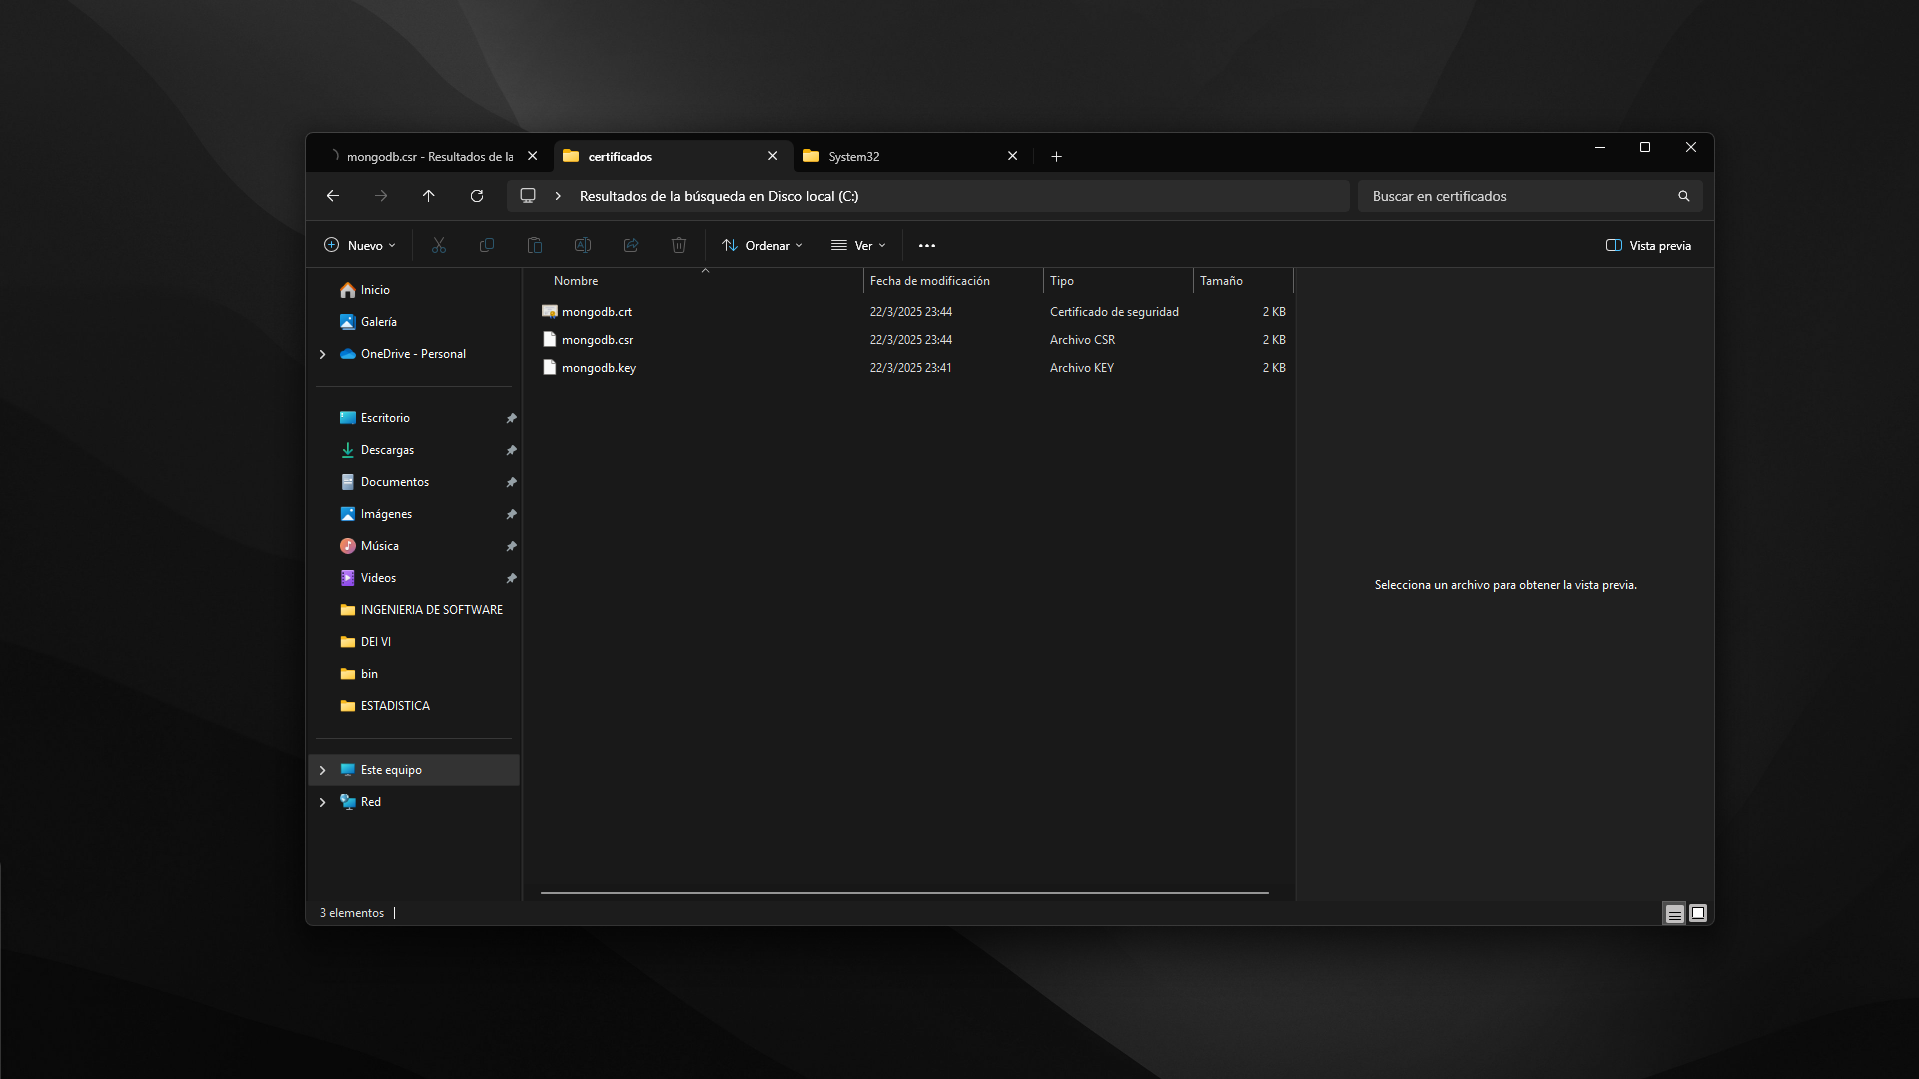 mongodb.csr - Resultados de la
certificados
System32
Resultados de la búsqueda en Disco local (C:)
Buscar en certificados
Nuevo
Ordenar
Ver
Vista previa
Inicio
Galería
OneDrive - Personal
Escritorio
Descargas
Documentos
Imágenes
Música
Videos
INGENIERIA DE SOFTWARE
DEI VI
bin
ESTADISTICA
Este equipo
Red
Nombre Fecha de modificación Tipo Tamaño
mongodb.crt 22/3/2025 23:44 Certificado de seguridad 2 KB
mongodb.csr 22/3/2025 23:44 Archivo CSR 2 KB
mongodb.key 22/3/2025 23:41 Archivo KEY 2 KB
Selecciona un archivo para obtener la vista previa.
3 elementos